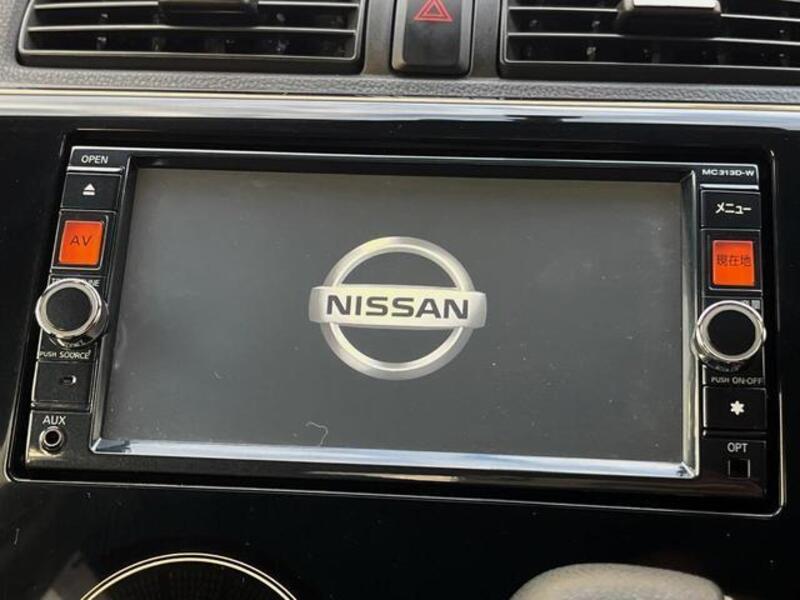 OPEN
MC313D-W
メニュー
AV
現在地
NISSAN
PUSH SOURCE
PUSH ON·OFF
AUX
OPT